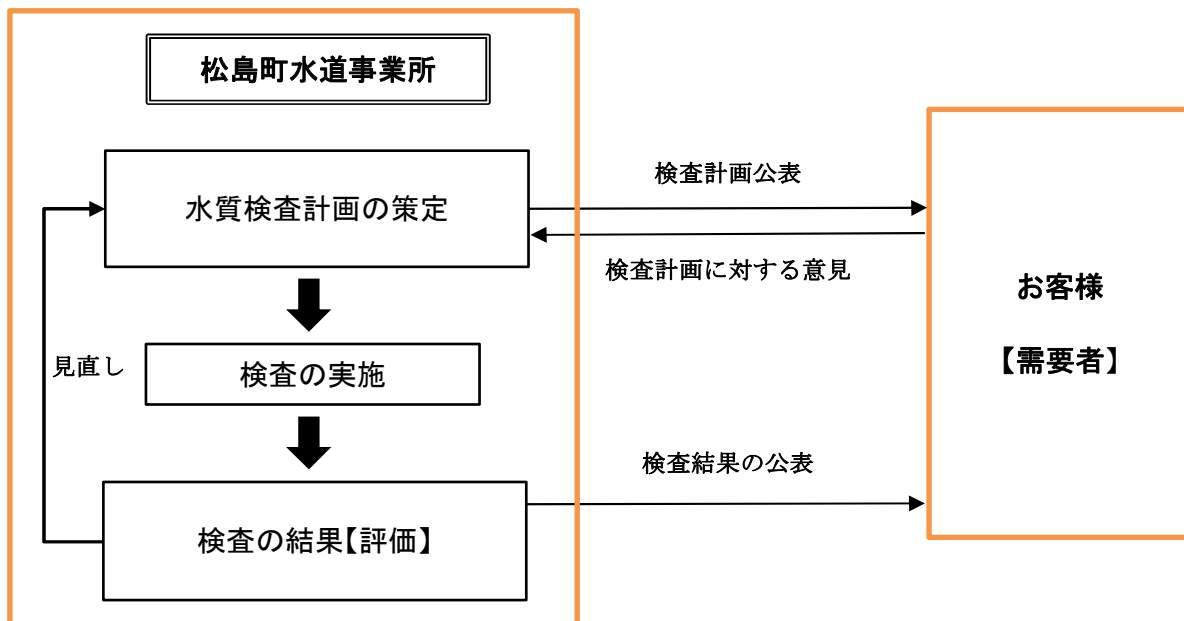 松島町水道事業所
水質検査計画の策定
検査計画公表
検査計画に対する意見
お客様
【需要者】
見直し
検査の実施
検査結果の公表
検査の結果【評価】